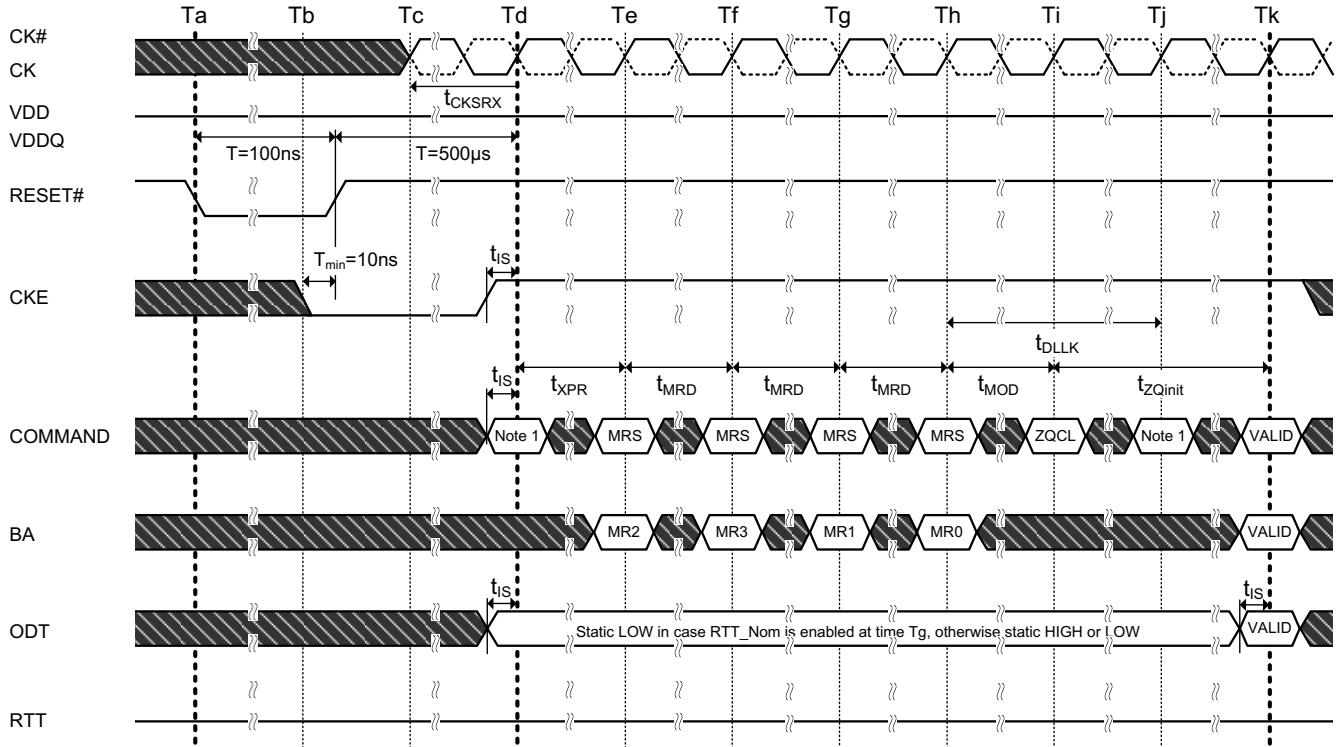 Ta Tb Tc Td Te Tf Tg Th Ti Tj Tk
CK#
CK
tCKSRX
VDD
VDDQ
T=100ns T=500µs
RESET#
Tmin=10ns tIS
CKE
tDLLK
tIS tXPR tMRD tMRD tMRD tMOD tZQinit
COMMAND Note 1 MRS MRS MRS MRS ZQCL Note 1 VALID
BA MR2 MR3 MR1 MR0 VALID
tIS tIS
ODT Static LOW in case RTT_Nom is enabled at time Tg, otherwise static HIGH or LOW VALID
RTT